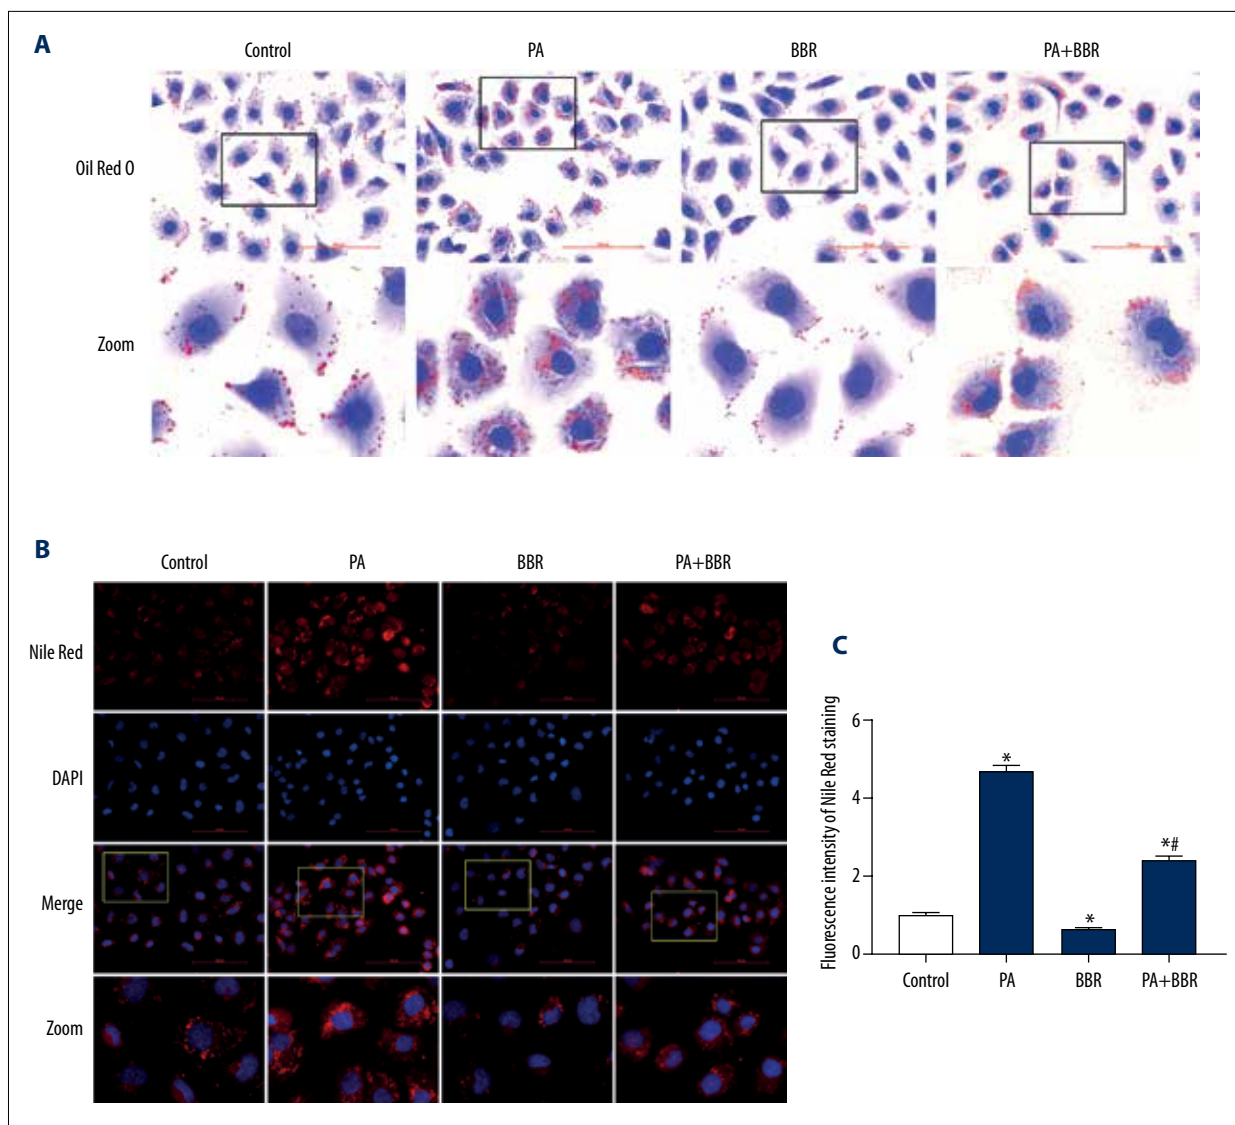 A
Control PA BBR PA+BBR
Oil Red O
Zoom
B
Control PA BBR PA+BBR
Nile Red
DAPI
Merge
Zoom
C
Fluorescence intensity of Nile Red staining
6
4
2
0
*
*
*#
Control PA BBR PA+BBR